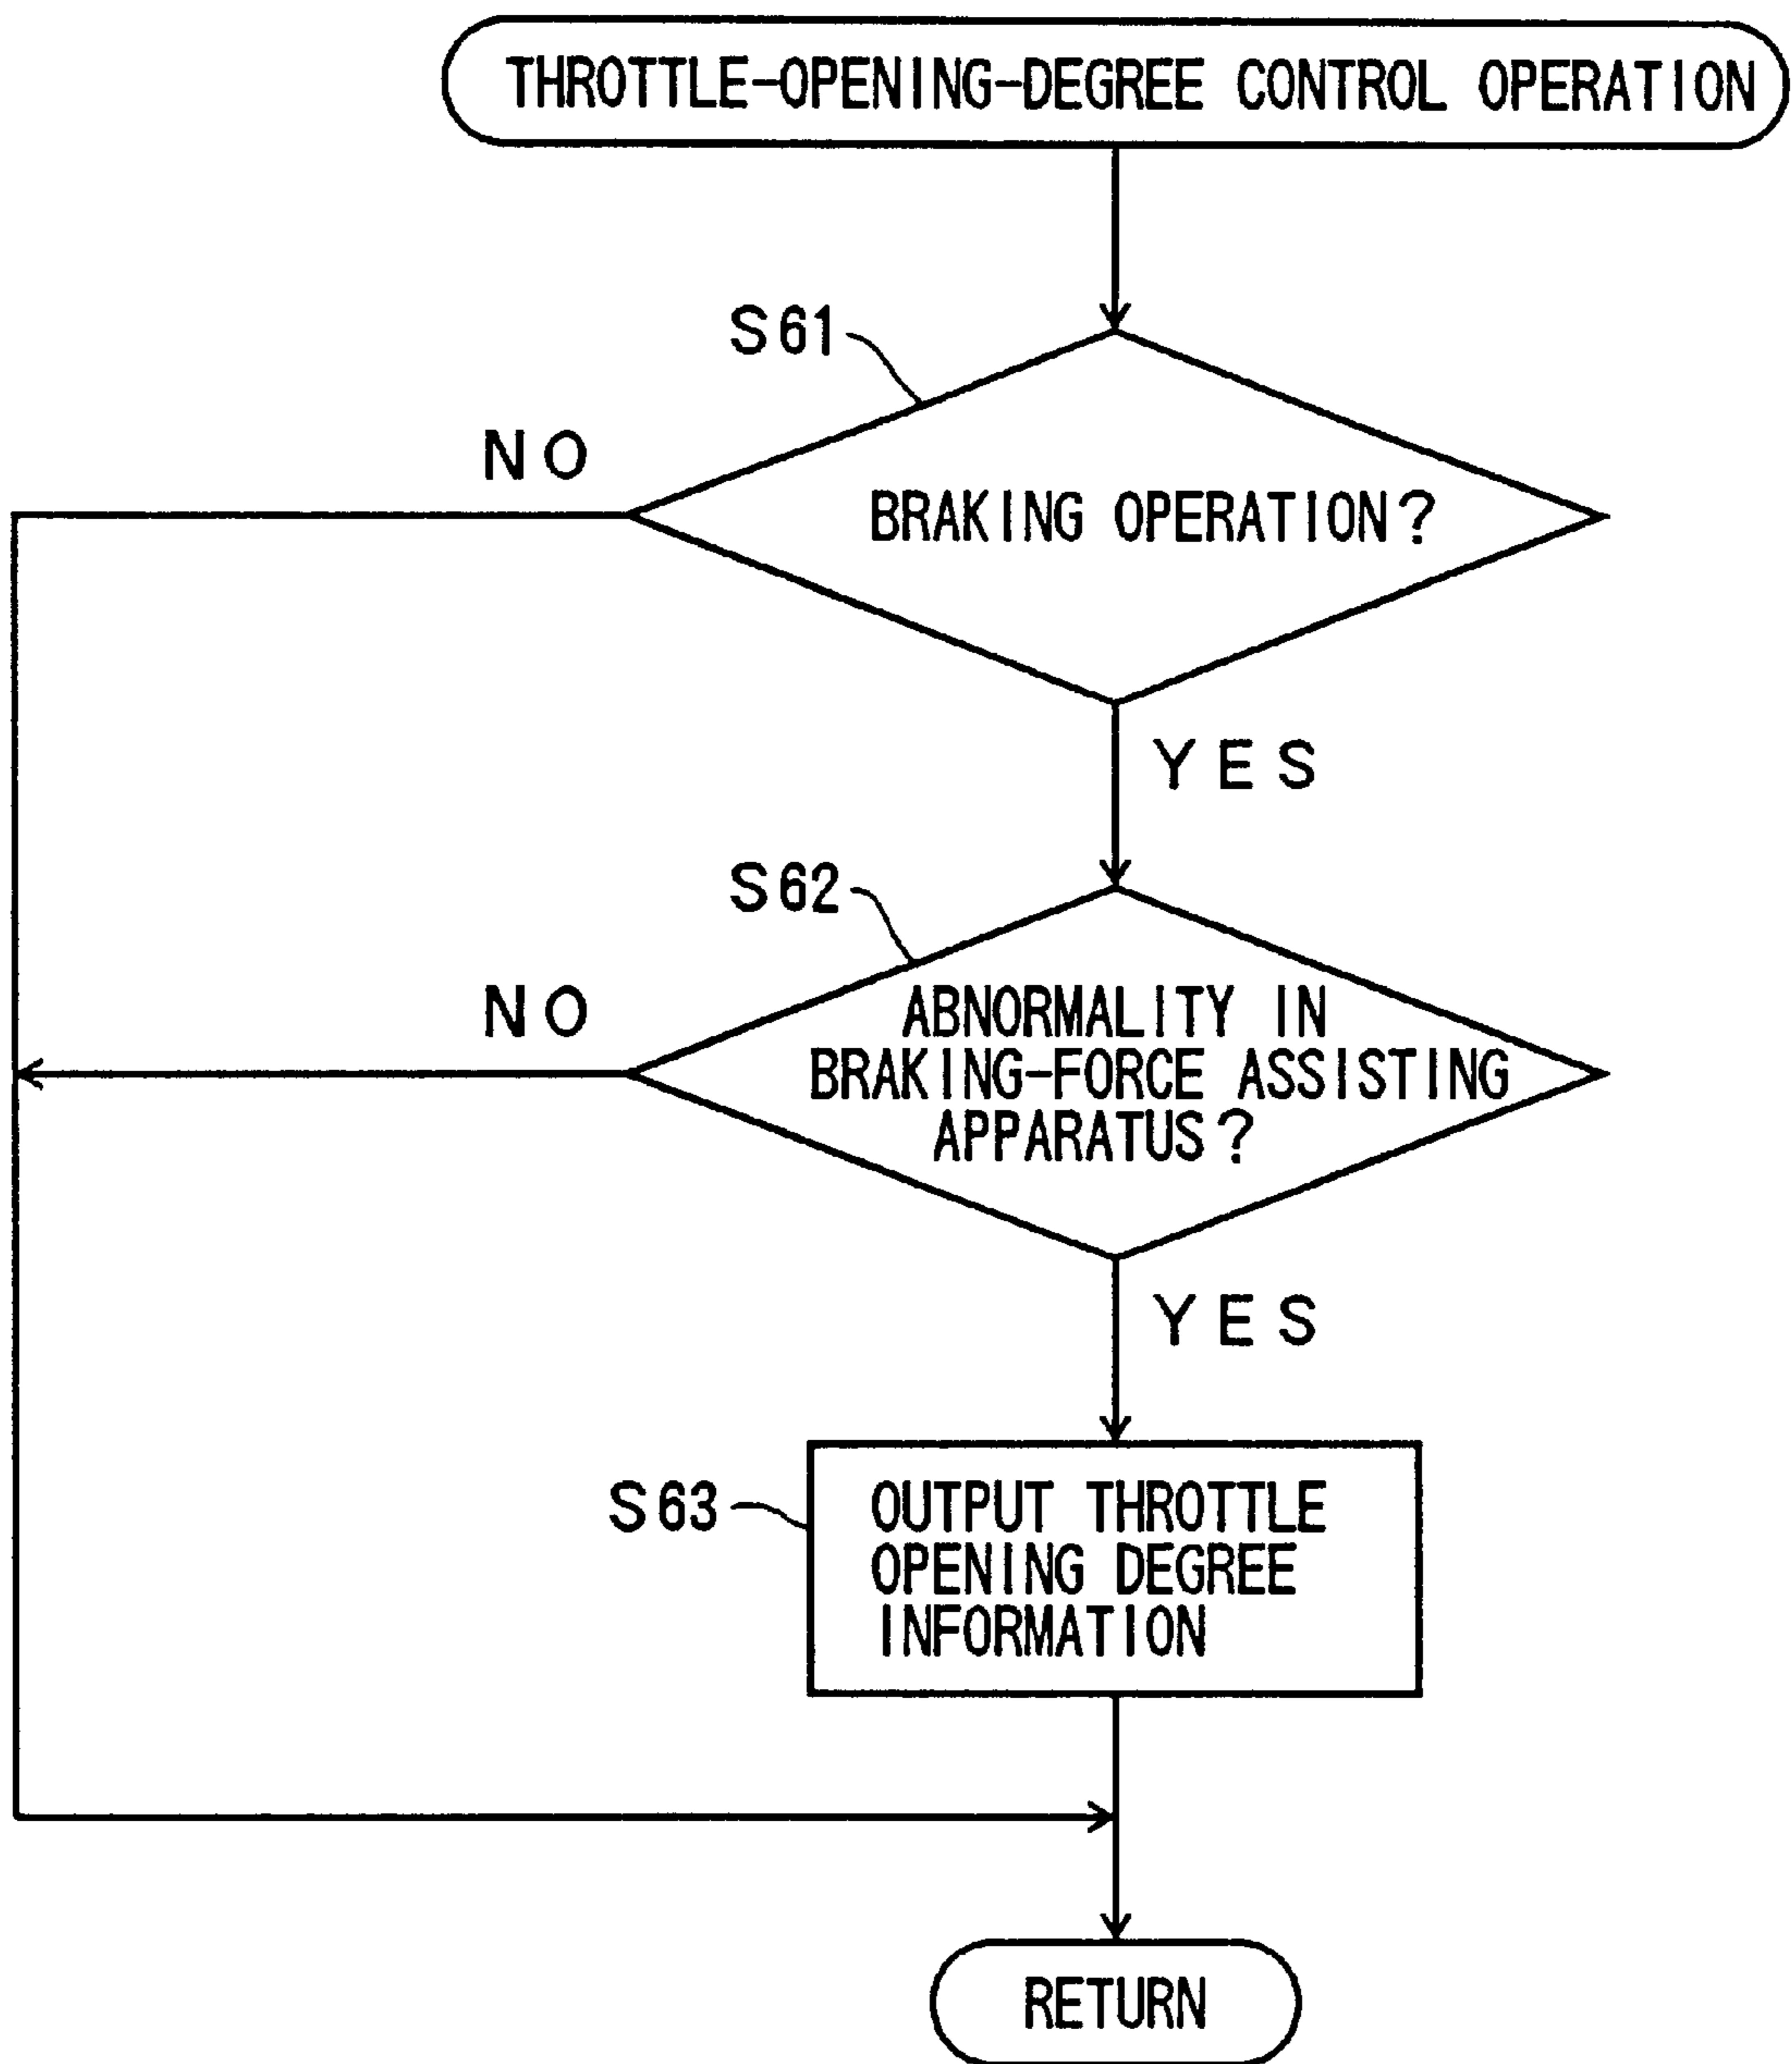 THROTTLE-OPENING-DEGREE CONTROL OPERATION
S61
NO
BRAKING OPERATION?
YES
S62
NO
ABNORMALITY IN
BRAKING-FORCE ASSISTING
APPARATUS?
YES
S63
OUTPUT THROTTLE
OPENING DEGREE
INFORMATION
RETURN